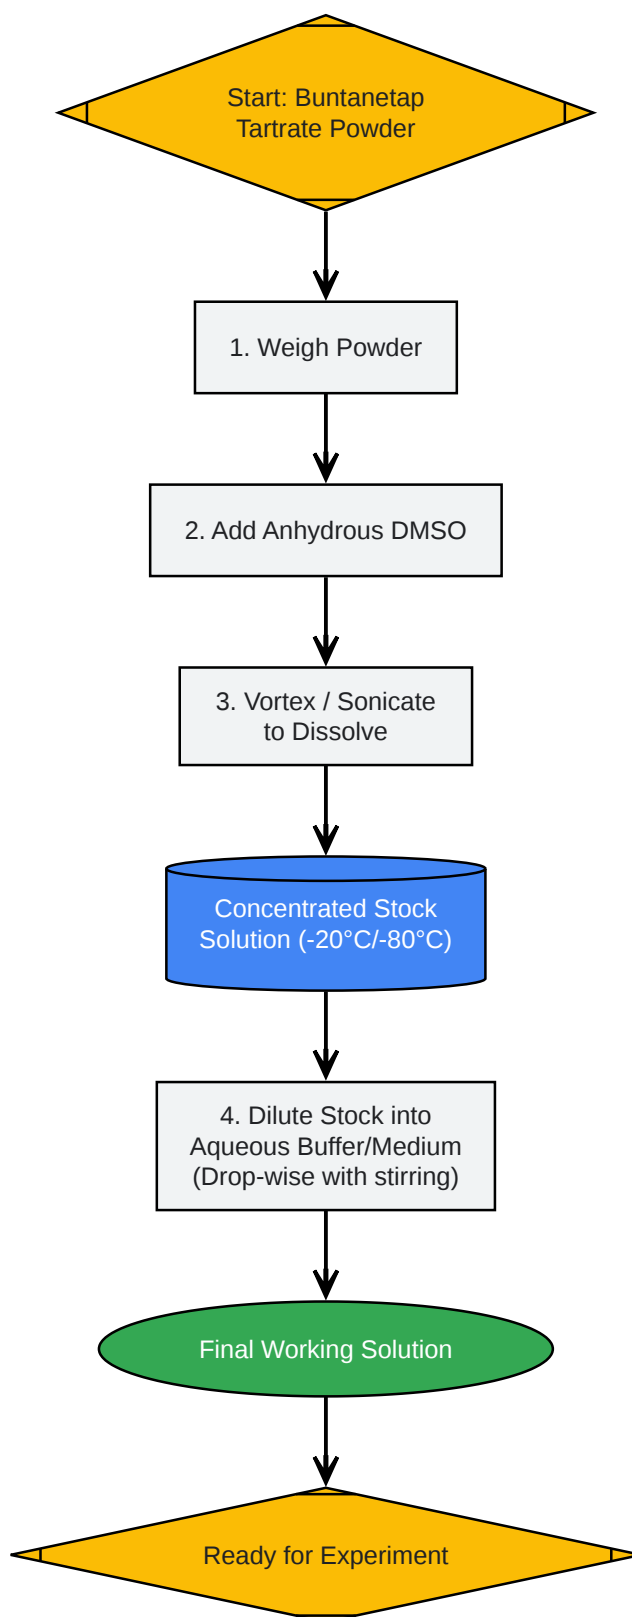 Start: Buntanetap
Tartrate Powder
1. Weigh Powder
2. Add Anhydrous DMSO
3. Vortex / Sonicate
to Dissolve
Concentrated Stock
Solution (-20°C/-80°C)
4. Dilute Stock into
Aqueous Buffer/Medium
(Drop-wise with stirring)
Final Working Solution
Ready for Experiment